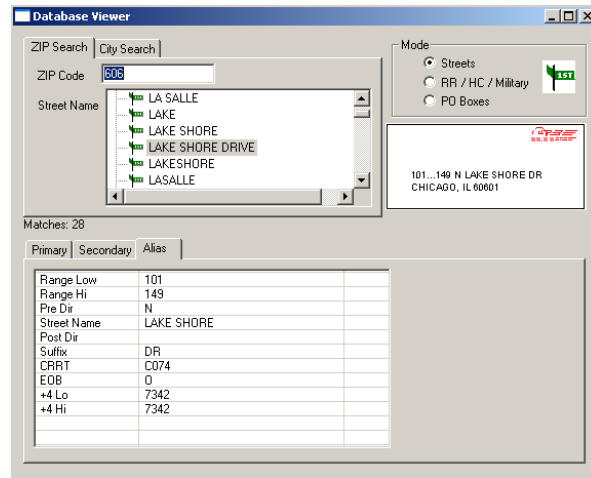 Database Viewer
ZIP Search City Search
ZIP Code 606
Street Name
LA SALLE
LAKE
LAKE SHORE
LAKE SHORE DRIVE
LAKESHORE
LASALLE
Mode
Streets
RR / HC / Military
PO Boxes
1ST
101...149 N LAKE SHORE DR
CHICAGO, IL 60601
Matches: 28
Primary Secondary Alias
Range Low 101
Range Hi 149
Pre Dir N
Street Name LAKE SHORE
Post Dir
Suffix DR
CRRT C074
EOB O
+4 Lo 7342
+4 Hi 7342